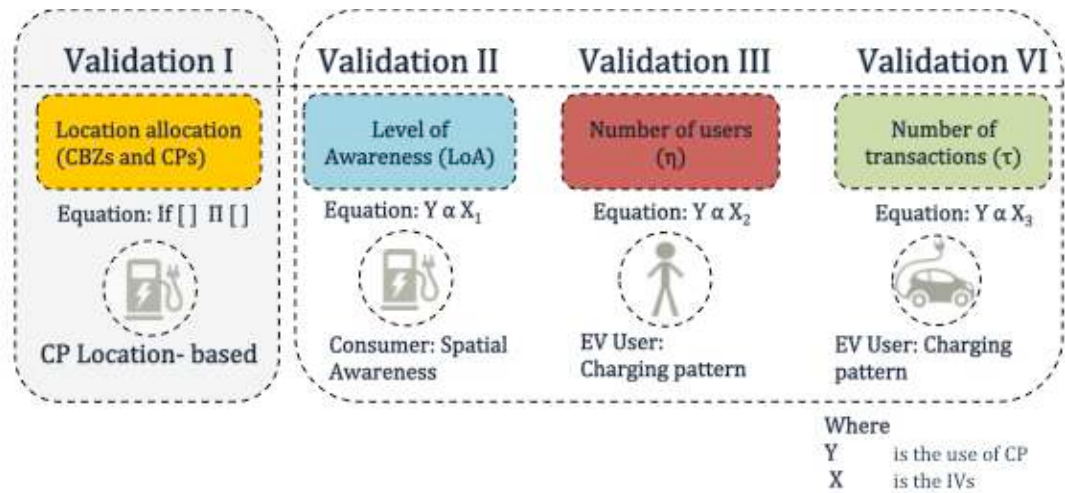 Validation I
Validation II
Validation III
Validation VI
Location allocation
(CBZs and CPs)
Level of
Awareness (LoA)
Number of users
(η)
Number of
transactions (τ)
Equation: If [ ] Π [ ]
Equation: Y α X₁
Equation: Y α X₂
Equation: Y α X₃
CP Location- based
Consumer: Spatial
Awareness
EV User:
Charging pattern
EV User: Charging
pattern
Where
Y is the use of CP
X is the IVs